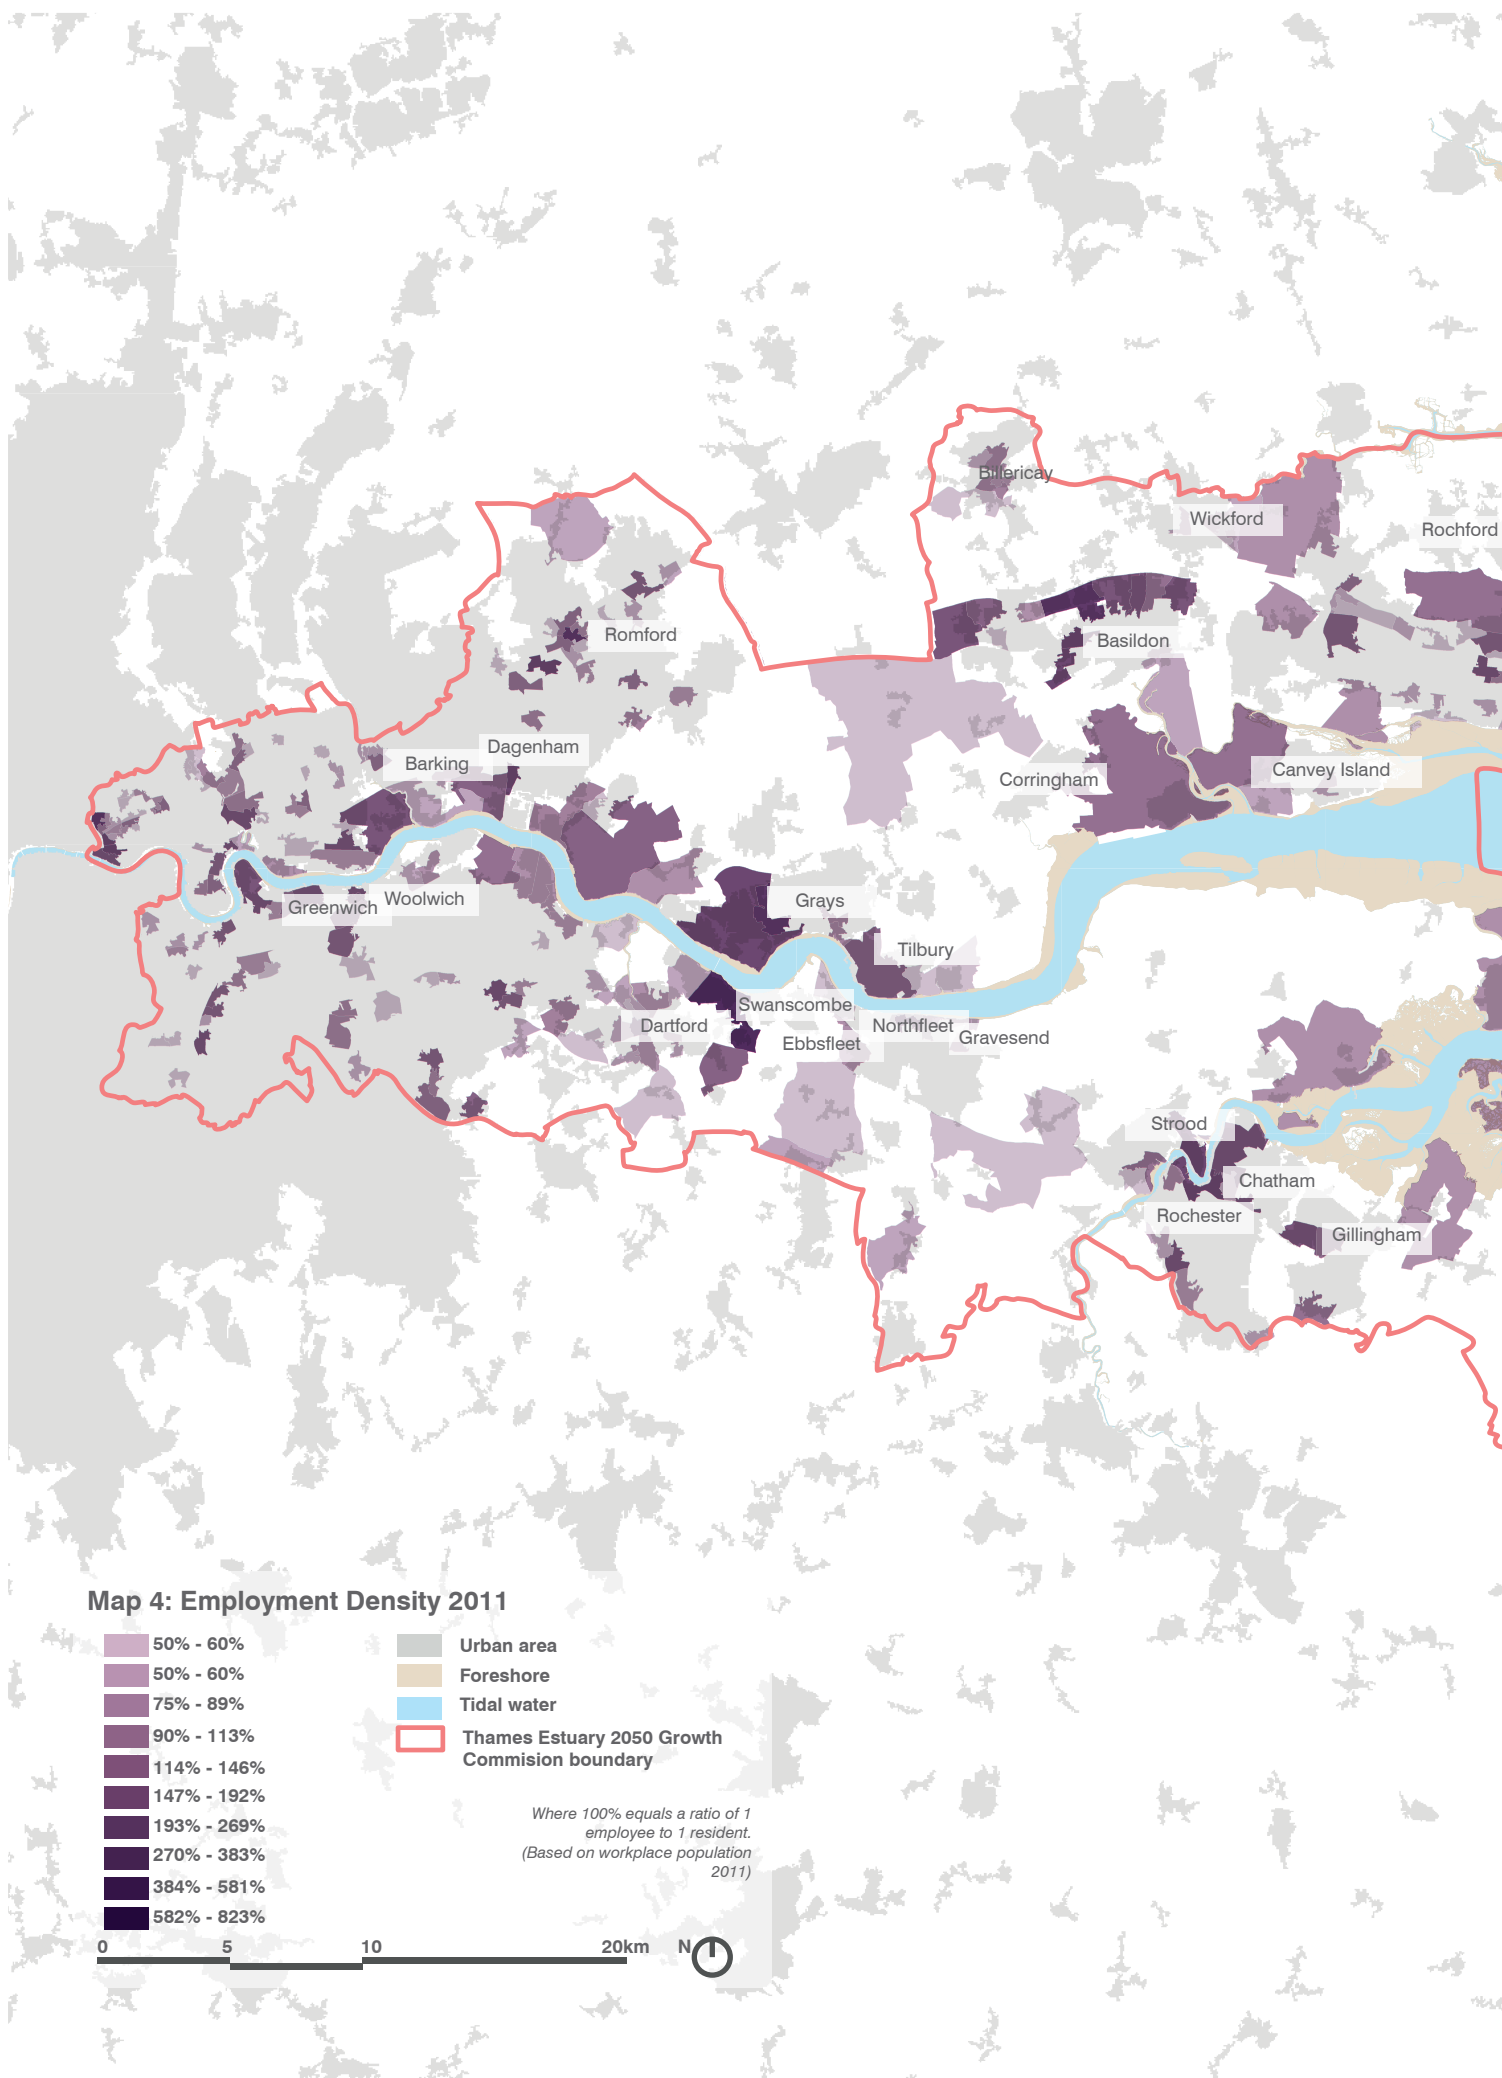 Billericay
Wickford
Rochford
Romford
Basildon
Dagenham
Barking
Canvey Island
Corringham
Woolwich
Greenwich
Grays
Tilbury
Swanscombe
Dartford
Northfleet
Gravesend
Ebbsfleet
Strood
Chatham
Rochester
Gillingham
Map 4: Employment Density 2011
50% - 60%
50% - 60%
75% - 89%
90% - 113%
114% - 146%
147% - 192%
193% - 269%
270% - 383%
384% - 581%
582% - 823%
Urban area
Foreshore
Tidal water
Thames Estuary 2050 Growth
Commision boundary
Where 100% equals a ratio of 1
employee to 1 resident.
(Based on workplace population
2011)
0 5 10 20km N